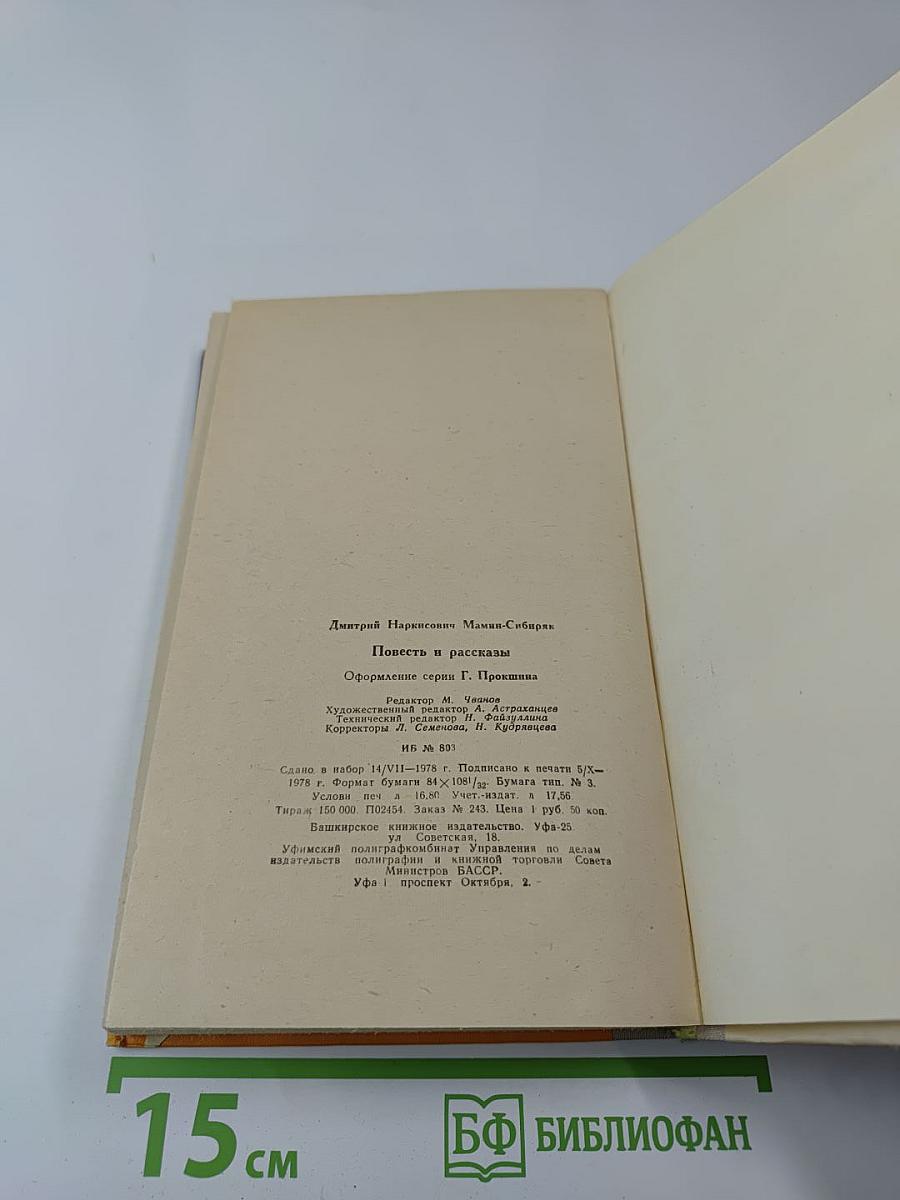 Дмитрий Наркисович Мамин-Сибиряк
Повесть и рассказы
Оформление серии Г. Прокшина
Редактор М. Чванов
Художественный редактор А. Астраханцев
Технический редактор Н. Файзуллина
Корректоры Л. Семенова, Н. Кудрявцева
ИБ № 803
Сдано в набор 14/VII—1978 г. Подписано к печати 5/X—
1978 г. Формат бумаги 84×108 1/32. Бумага тип. № 3.
Услови печ л 16,80 Учет.-издат. л 17,56
Тираж 150 000. П02454. Заказ № 243. Цена 1 руб. 50 коп.
Башкирское книжное издательство. Уфа-25
ул Советская, 18.
Уфимский полиграфкомбинат Управления по делам
издательств полиграфии и книжной торговли Совета
Министров БАССР.
Уфа 1 проспект Октября, 2.
15 см
БФ БИБЛИОФАН